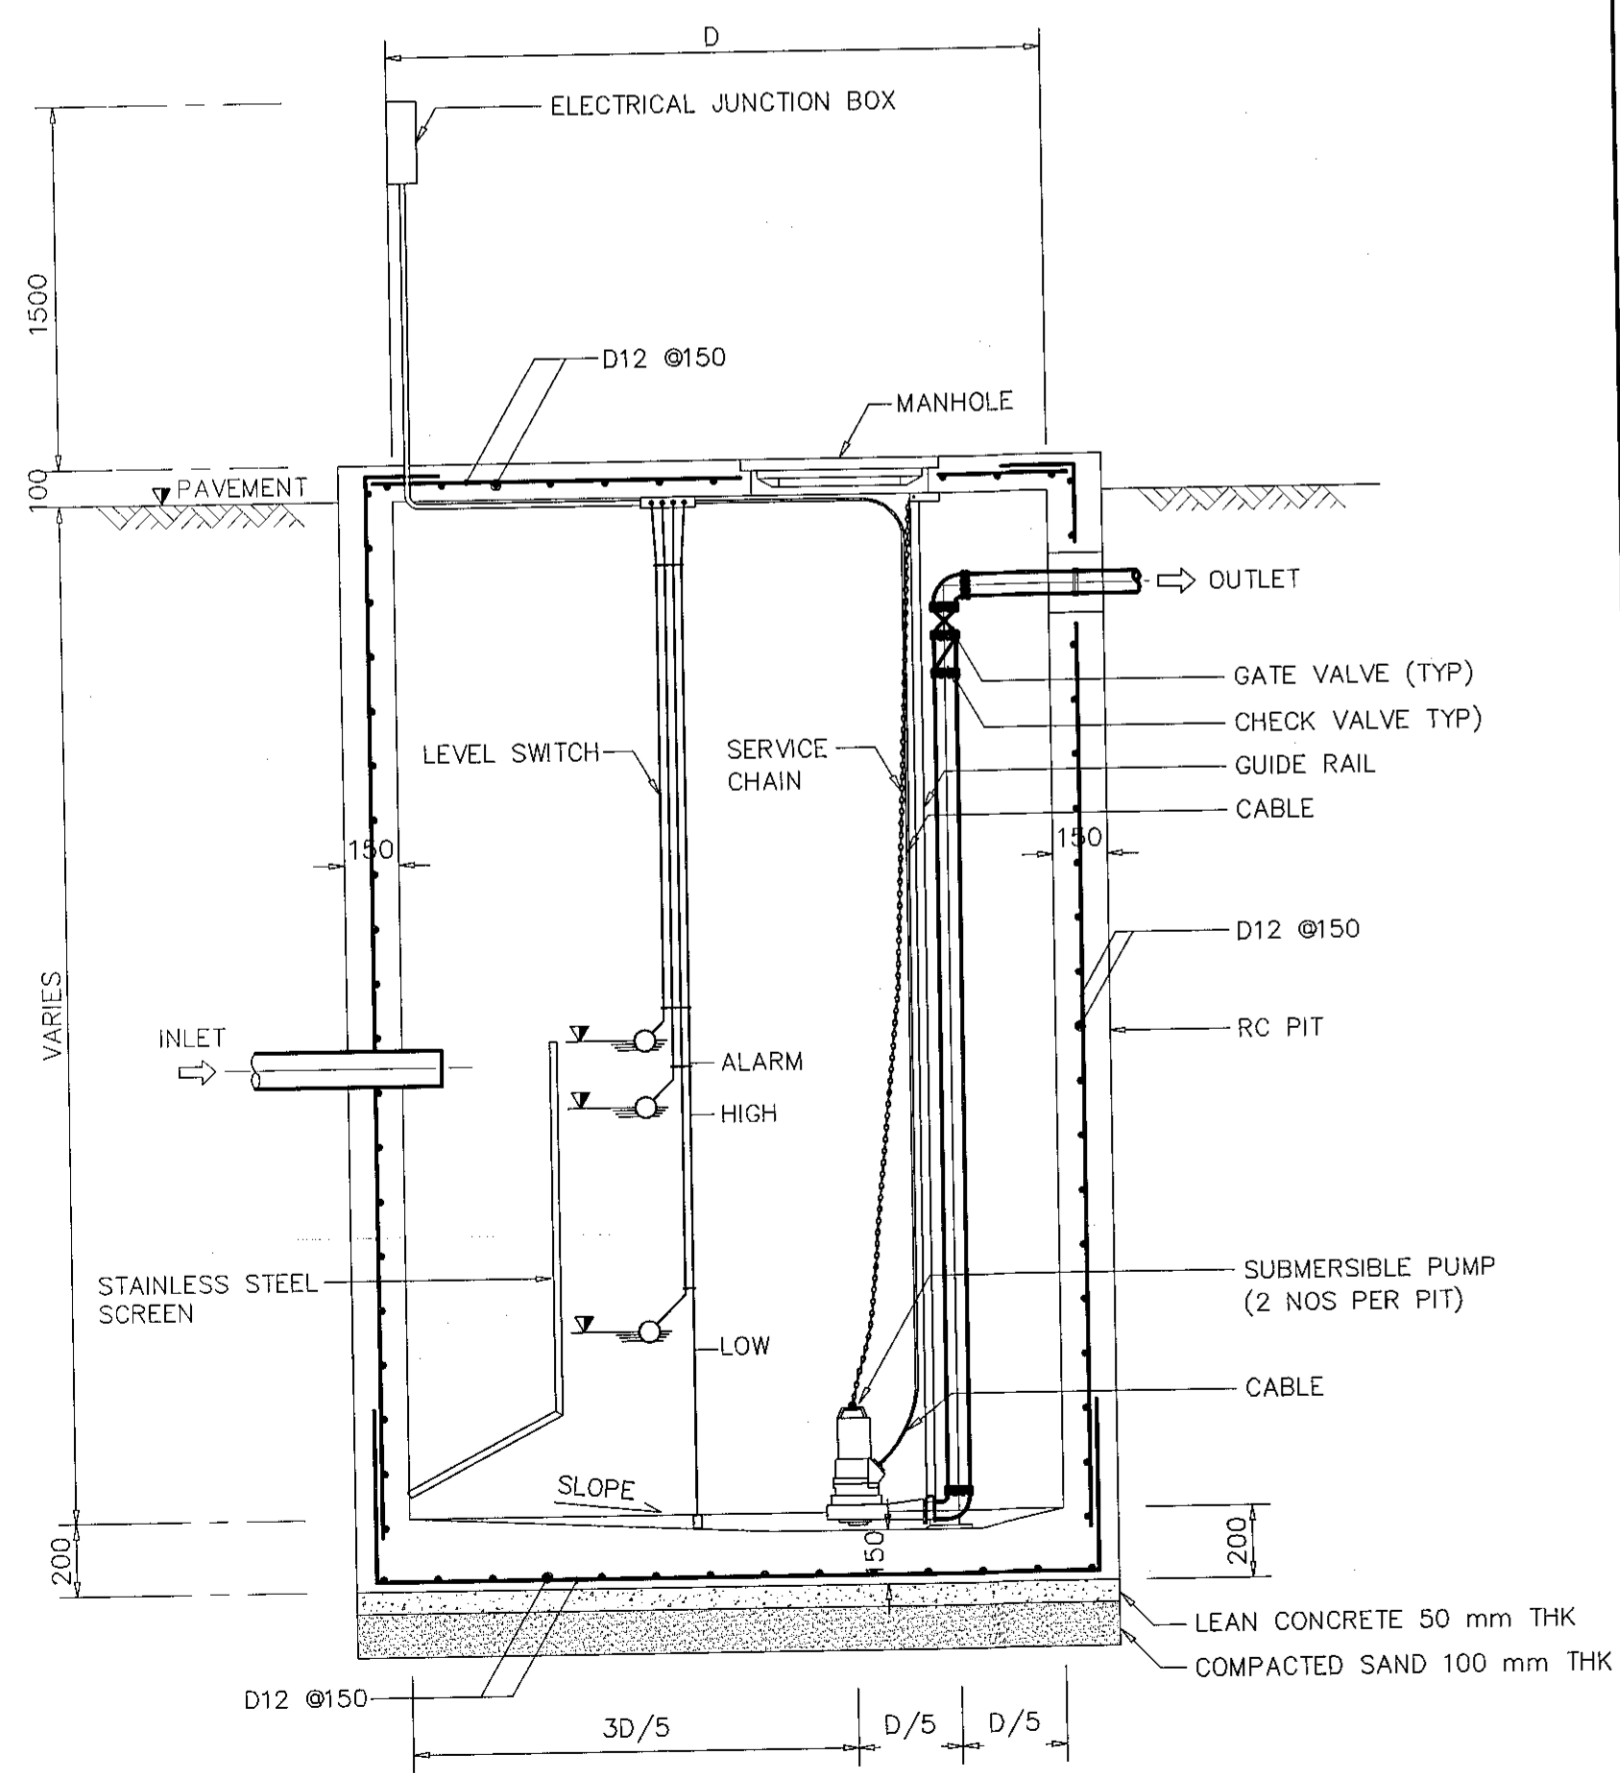 D
ELECTRICAL JUNCTION BOX
1500
D12 @150
MANHOLE
100
PAVEMENT
OUTLET
GATE VALVE (TYP)
CHECK VALVE TYP)
LEVEL SWITCH
SERVICE
CHAIN
GUIDE RAIL
CABLE
150
150
D12 @150
VARIES
INLET
RC PIT
ALARM
HIGH
STAINLESS STEEL
SCREEN
SUBMERSIBLE PUMP
(2 NOS PER PIT)
LOW
CABLE
SLOPE
200
150
200
LEAN CONCRETE 50 mm THK
COMPACTED SAND 100 mm THK
D12 @150
3D/5
D/5
D/5